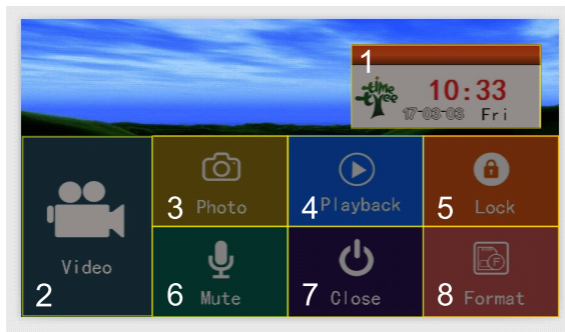 1
time
tree
10:33
17-03-03 Fri
3 Photo
4 Playback
5 Lock
Video
2
6 Mute
7 Close
8 Format
F